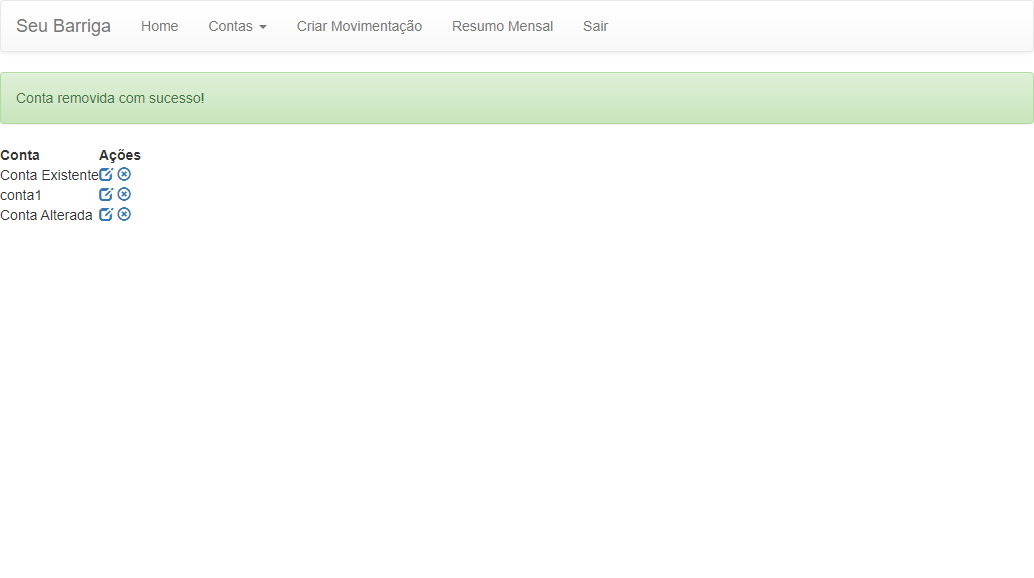 Seu Barriga Home Contas Criar Movimentação Resumo Mensal Sair
Conta removida com sucesso!
Conta Ações
Conta Existente
conta1
Conta Alterada